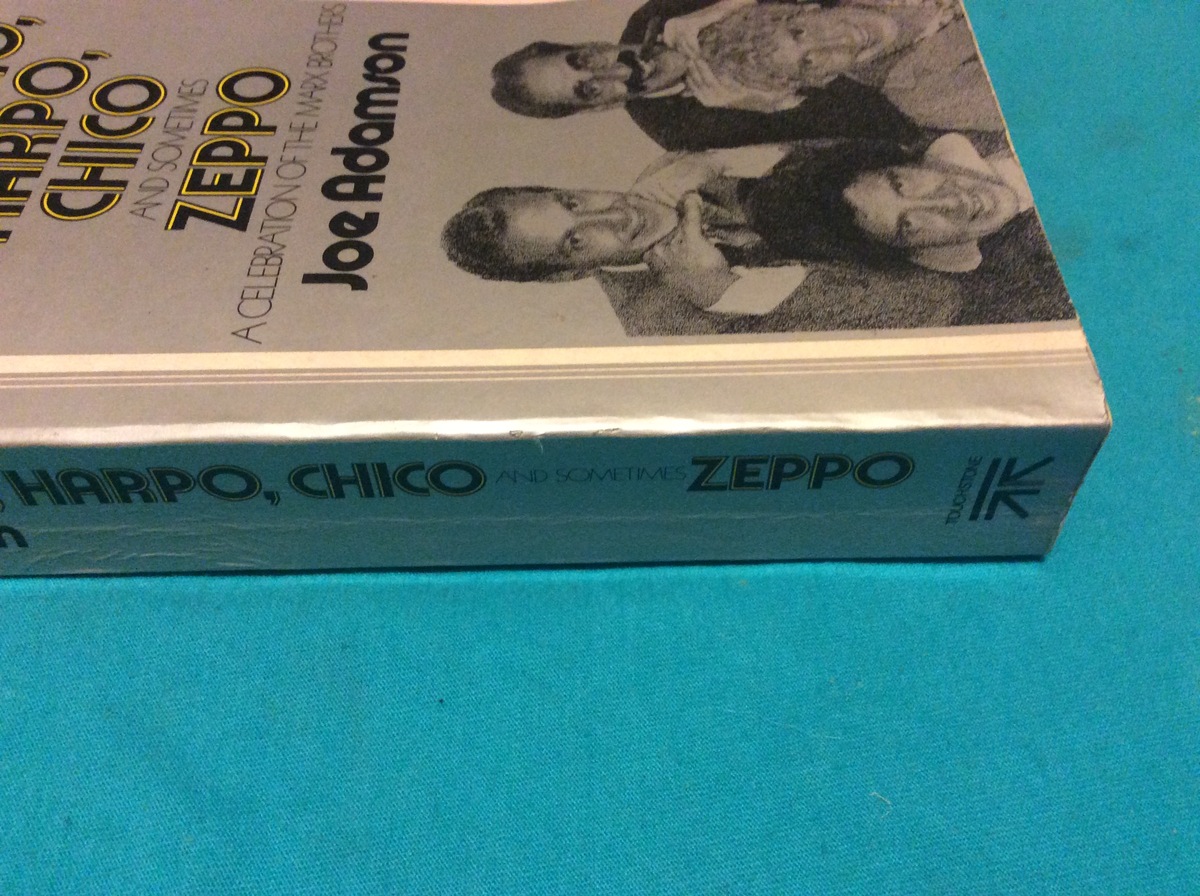 HARPO,
CHICO
AND SOMETIMES
ZEPPO
A CELEBRATION OF THE MARX BROTHERS
Joe Adamson
HARPO, CHICO AND SOMETIMES ZEPPO
TOUCHSTONE